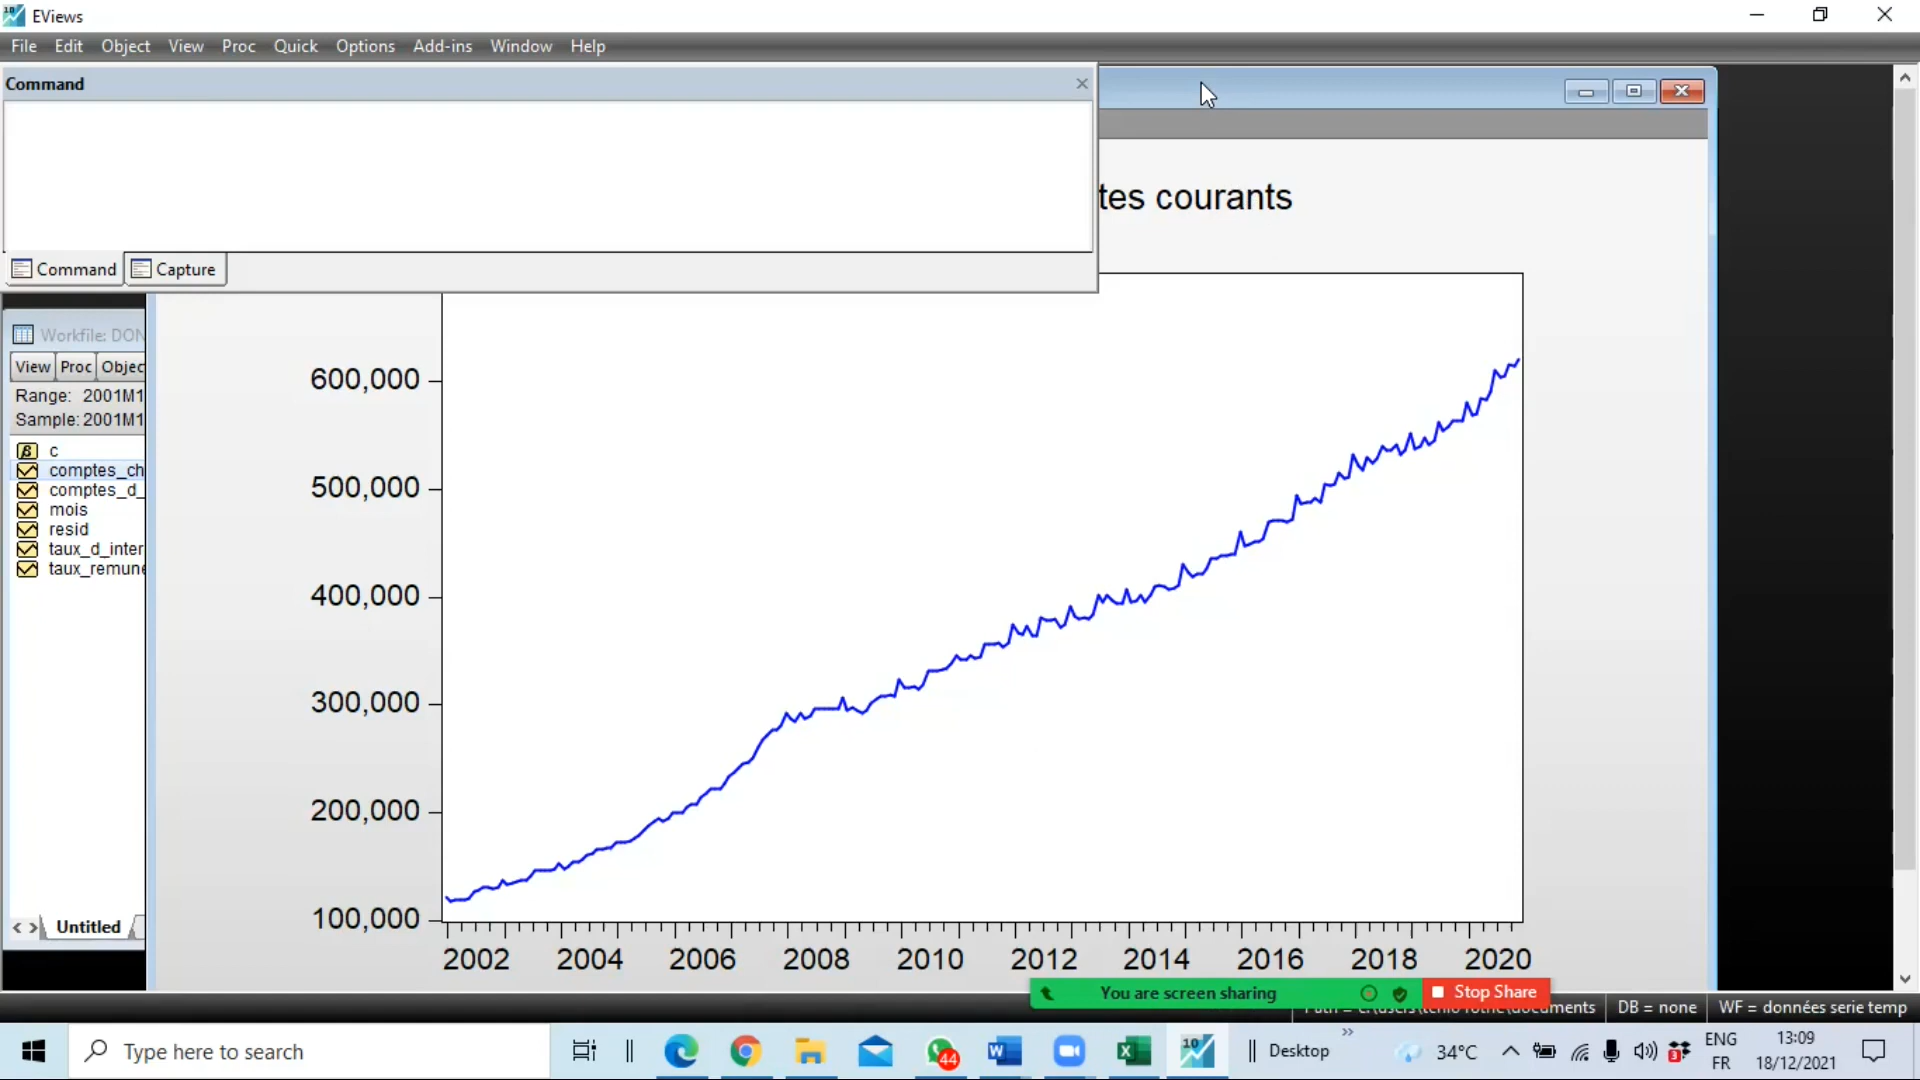 EViews
File Edit Object View Proc Quick Options Add-ins Window Help
Command
Command Capture
tes courants
Workfile: DON
View Proc Objec
Range: 2001M1
Sample: 2001M1
c
comptes_ch
comptes_d_
mois
resid
taux_d_inter
taux_remune
600,000
500,000
400,000
300,000
200,000
100,000
2002 2004 2006 2008 2010 2012 2014 2016 2018 2020
< > Untitled
You are screen sharing Stop Share
DB = none WF = données serie temp
Type here to search
44
W
X
10
Desktop
34°C
3
ENG
FR
13:09
18/12/2021